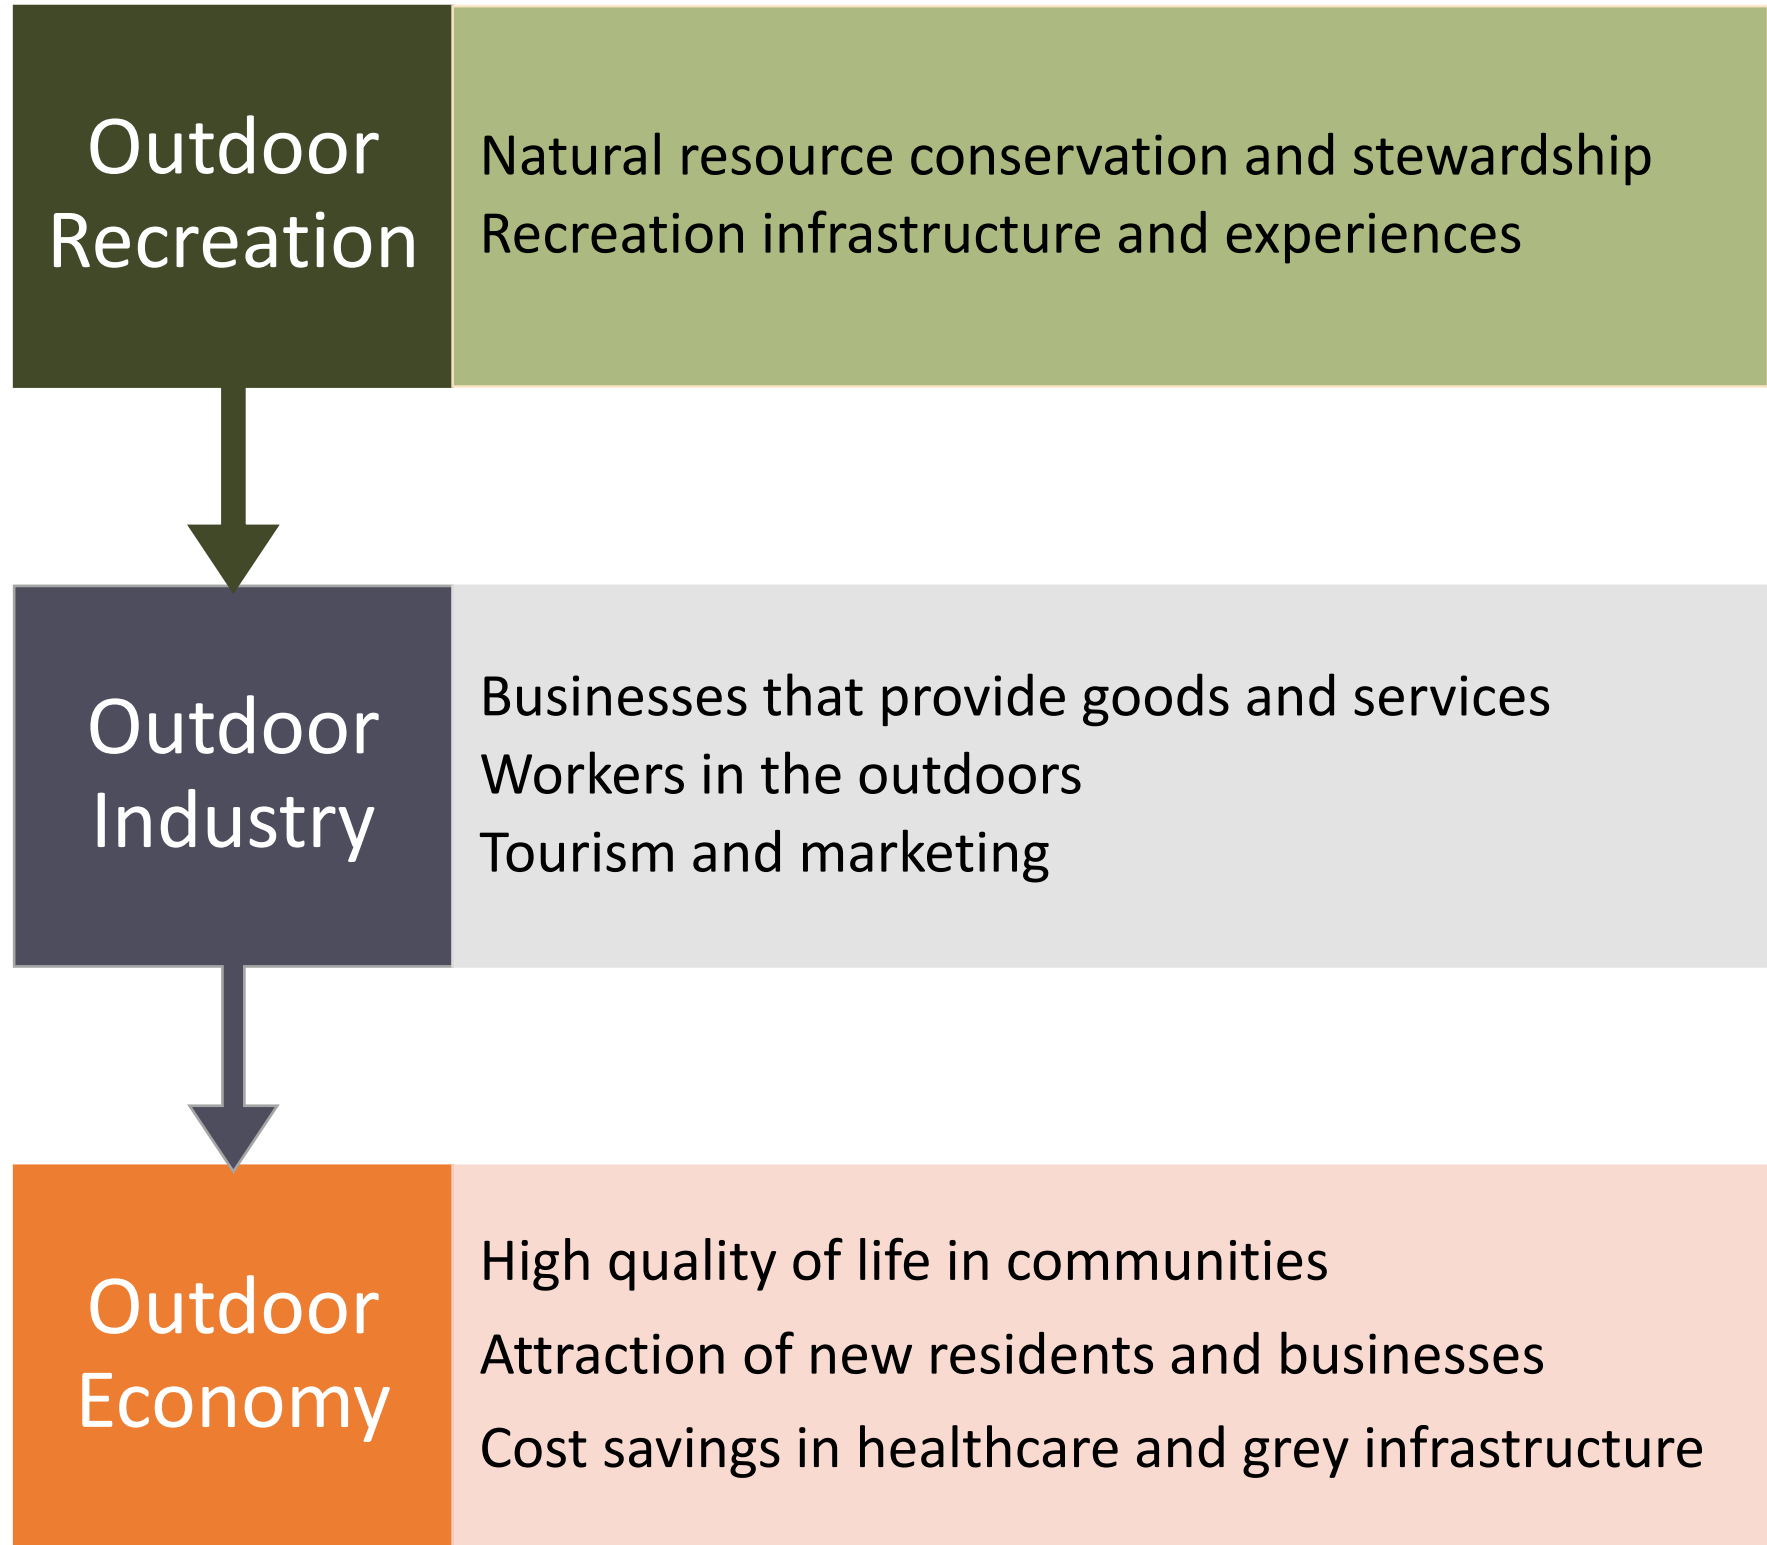 Outdoor
Recreation
Natural resource conservation and stewardship
Recreation infrastructure and experiences
Outdoor
Industry
Businesses that provide goods and services
Workers in the outdoors
Tourism and marketing
Outdoor
Economy
High quality of life in communities
Attraction of new residents and businesses
Cost savings in healthcare and grey infrastructure